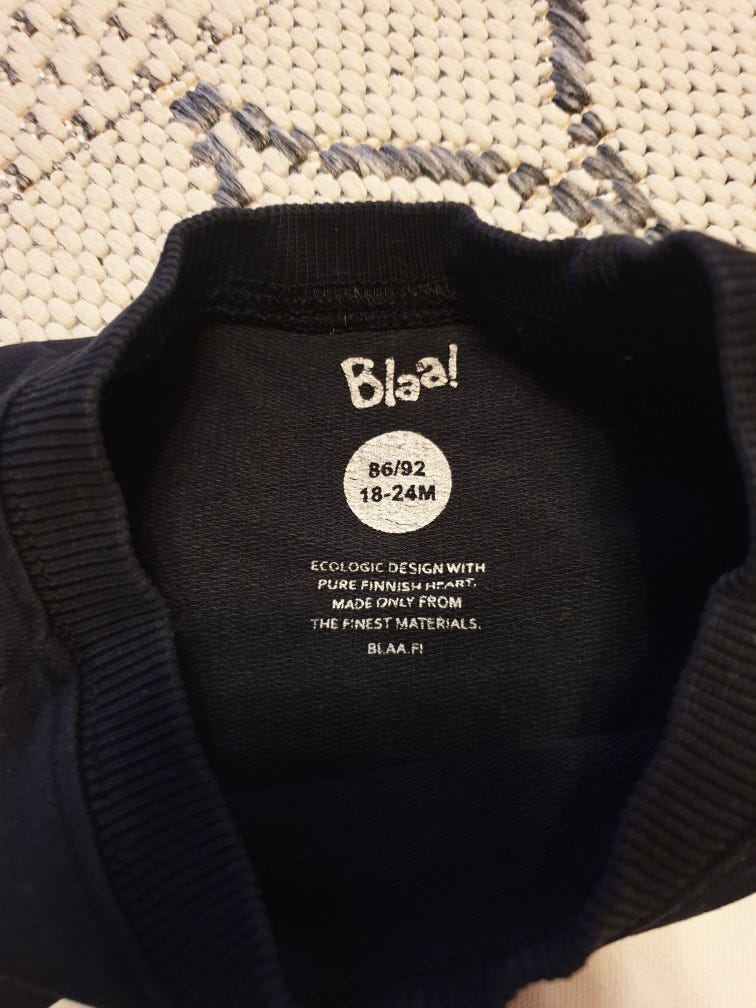 Blaa!
86/92
18-24M
ECOLOGIC DESIGN WITH
PURE FINNISH HEART.
MADE ONLY FROM
THE FINEST MATERIALS.
BLAA.FI